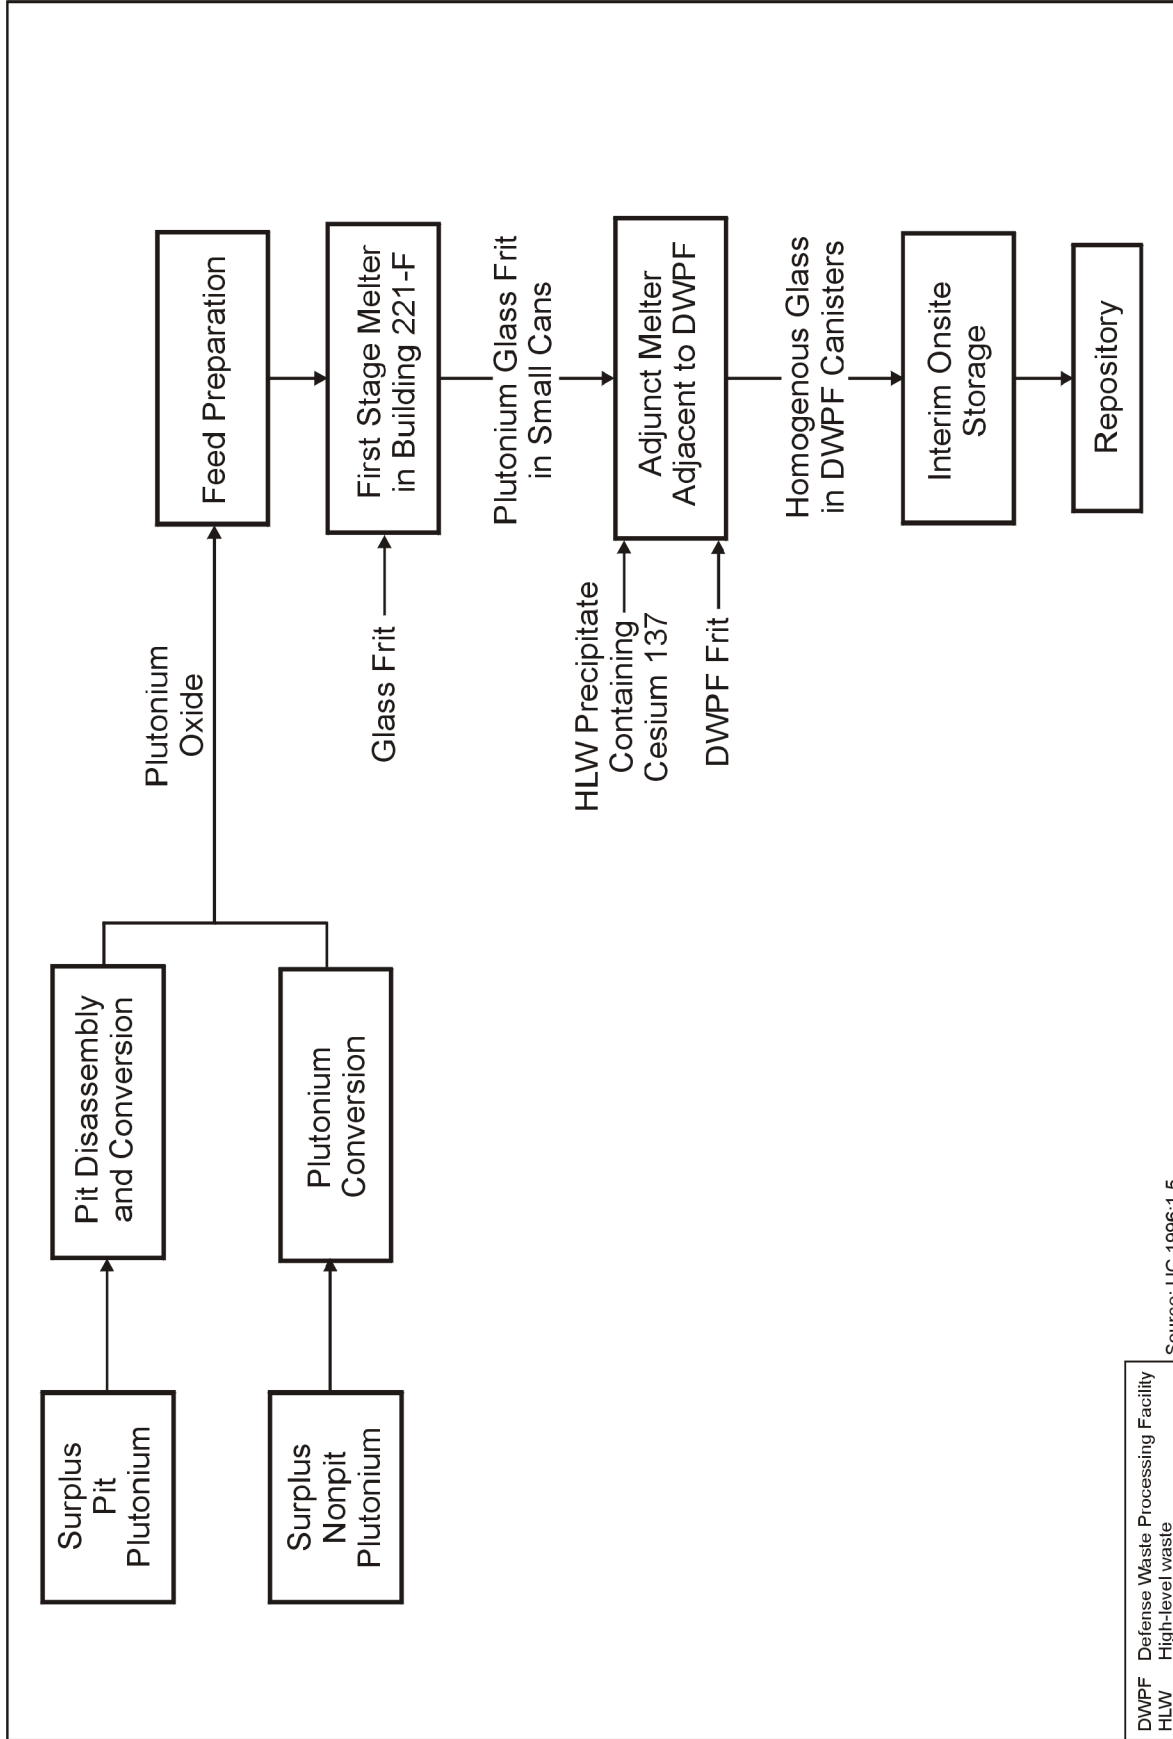 Surplus
Pit
Plutonium
Pit Disassembly
and Conversion
Surplus
Nonpit
Plutonium
Plutonium
Conversion
Plutonium
Oxide
Feed Preparation
Glass Frit
First Stage Melter
in Building 221-F
Plutonium Glass Frit
in Small Cans
HLW Precipitate
Containing
Cesium 137
DWPF Frit
Adjunct Melter
Adjacent to DWPF
Homogenous Glass
in DWPF Canisters
Interim Onsite
Storage
Repository
DWPF Defense Waste Processing Facility
HLW High-level waste